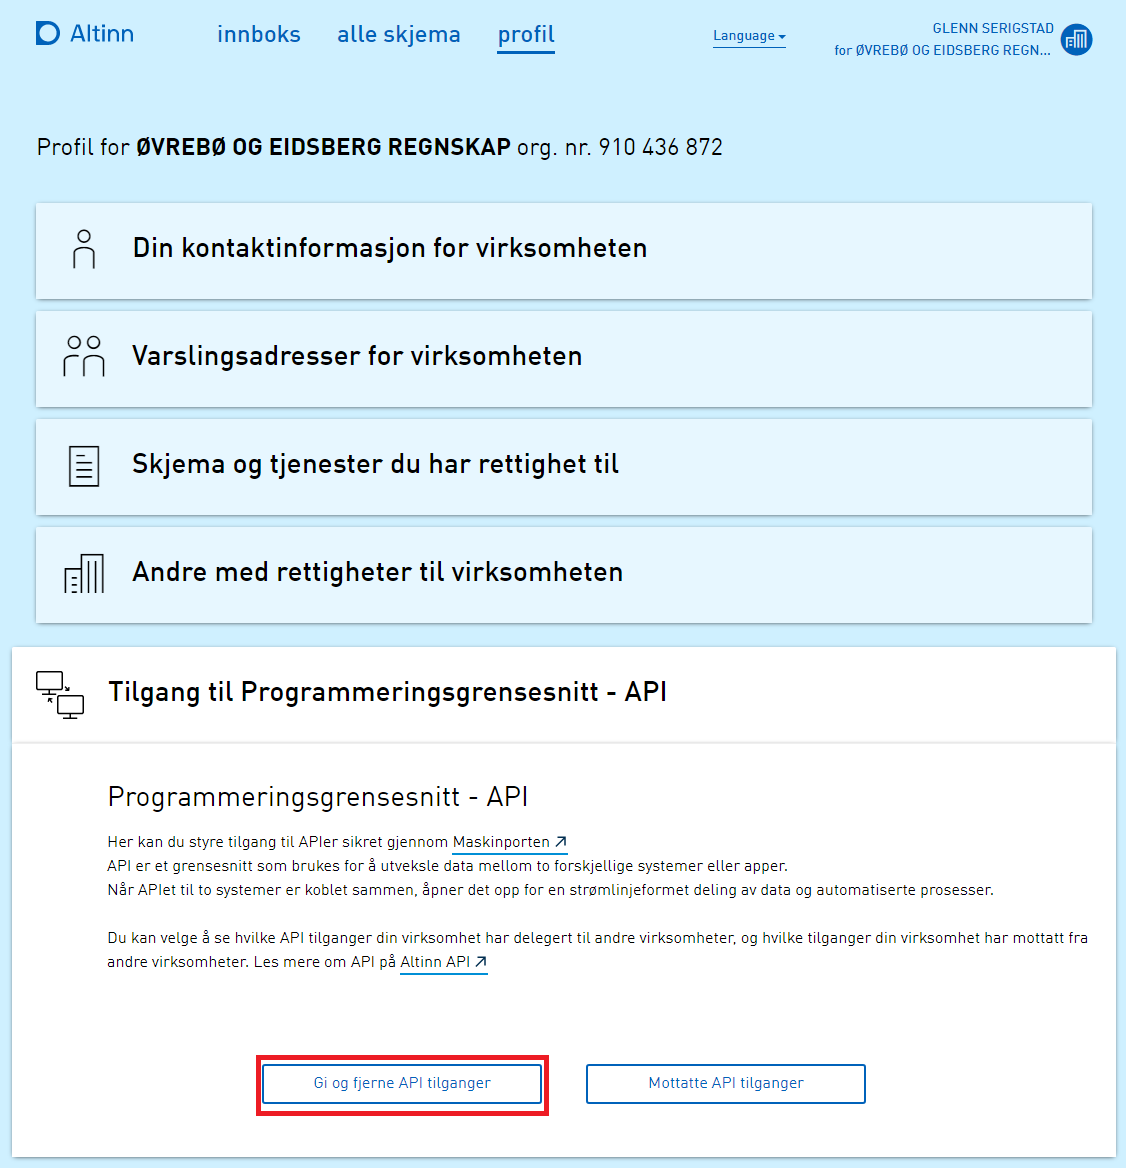 Altinn
innboks alle skjema profil
Language
GLENN SERIGSTAD
for ØVREBØ OG EIDSBERG REGN...
Profil for ØVREBØ OG EIDSBERG REGNSKAP org. nr. 910 436 872
Din kontaktinformasjon for virksomheten
Varslingsadresser for virksomheten
Skjema og tjenester du har rettighet til
Andre med rettigheter til virksomheten
Tilgang til Programmeringsgrensesnitt - API
Programmeringsgrensesnitt - API
Her kan du styre tilgang til APIer sikret gjennom Maskinporten
API er et grensesnitt som brukes for å utveksle data mellom to forskjellige systemer eller apper.
Når APIet til to systemer er koblet sammen, åpner det opp for en strømlinjeformet deling av data og automatiserte prosesser.
Du kan velge å se hvilke API tilganger din virksomhet har delegert til andre virksomheter, og hvilke tilganger din virksomhet har mottatt fra
andre virksomheter. Les mere om API på Altinn API
Gi og fjerne API tilganger
Mottatte API tilganger